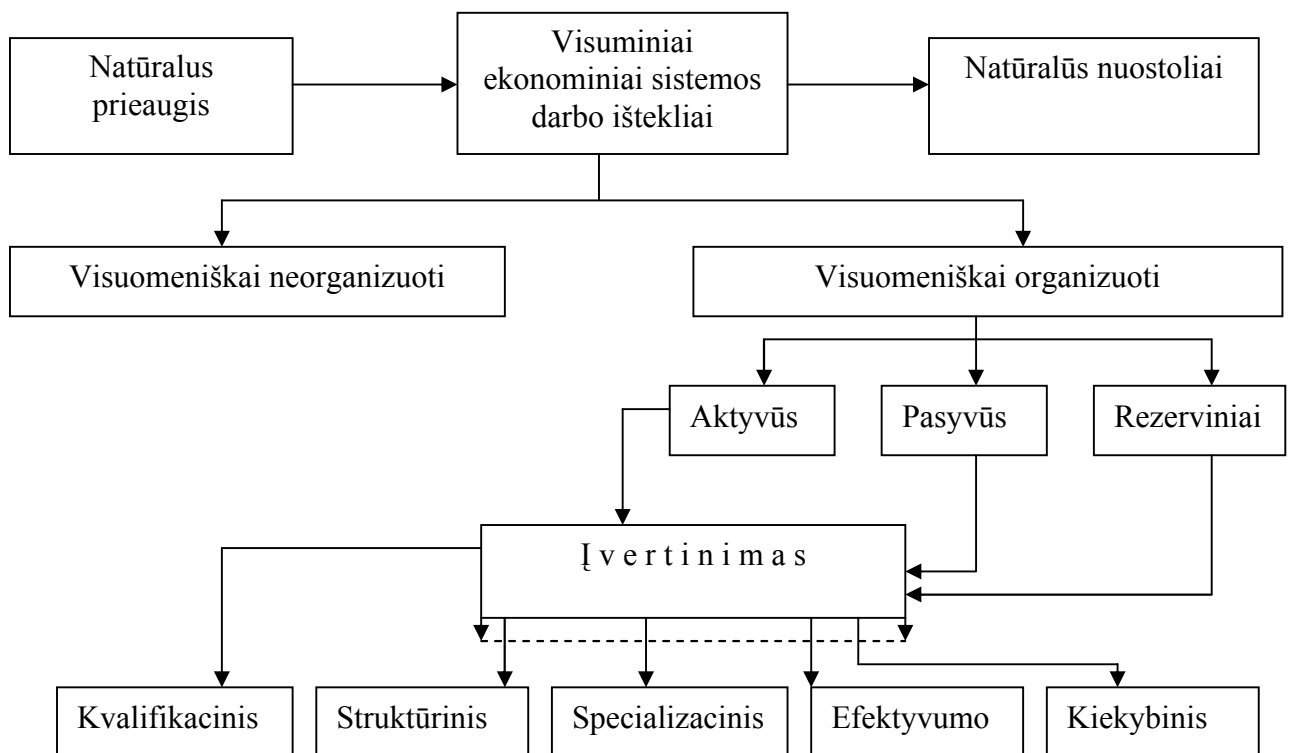 Natūralus
prieaugis
Visuminiai
ekonominiai sistemos
darbo ištekliai
Natūralūs nuostoliai
Visuomeniškai neorganizuoti
Visuomeniškai organizuoti
Aktyvūs
Pasyvūs
Rezerviniai
Į v e r t i n i m a s
Kvalifikacinis
Struktūrinis
Specializacinis
Efektyvumo
Kiekybinis